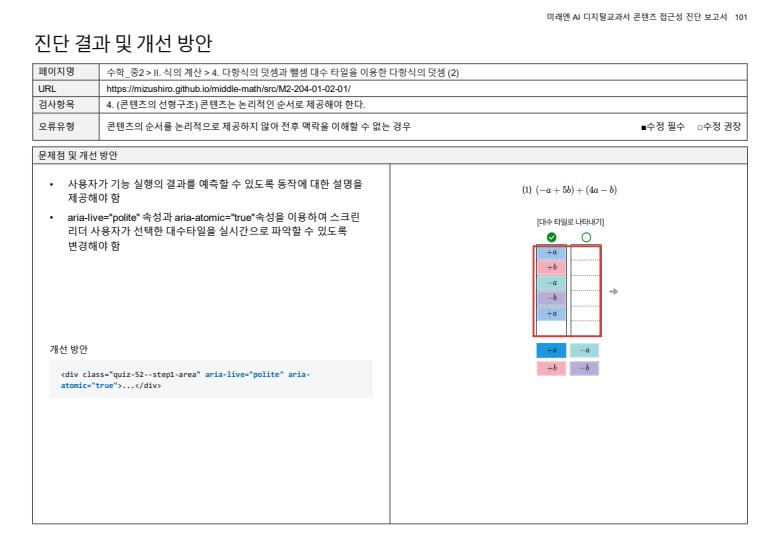 미래엔 AI 디지털교과서 콘텐츠 접근성 진단 보고서 101
진단 결과 및 개선 방안
페이지명 수학_중2 > II. 식의 계산 > 4. 다항식의 덧셈과 뺄셈 대수 타일을 이용한 다항식의 덧셈 (2)
URL https://mizushiro.github.io/middle-math/src/M2-204-01-02-01/
검사항목 4. (콘텐츠의 선형구조) 콘텐츠는 논리적인 순서로 제공해야 한다.
오류유형 콘텐츠의 순서를 논리적으로 제공하지 않아 전후 맥락을 이해할 수 없는 경우 ■수정 필수 □수정 권장
문제점 및 개선 방안
• 사용자가 기능 실행의 결과를 예측할 수 있도록 동작에 대한 설명을
제공해야 함
• aria-live="polite" 속성과 aria-atomic="true"속성을 이용하여 스크린
리더 사용자가 선택한 대수타일을 실시간으로 파악할 수 있도록
변경해야 함
개선 방안
<div class="quiz-52--step1-area" aria-live="polite" aria-
atomic="true">...</div>
(1) (−a + 5b) + (4a − b)
[대수 타일로 나타내기]
+a
+b
−a
−b
+a
+a −a
+b −b